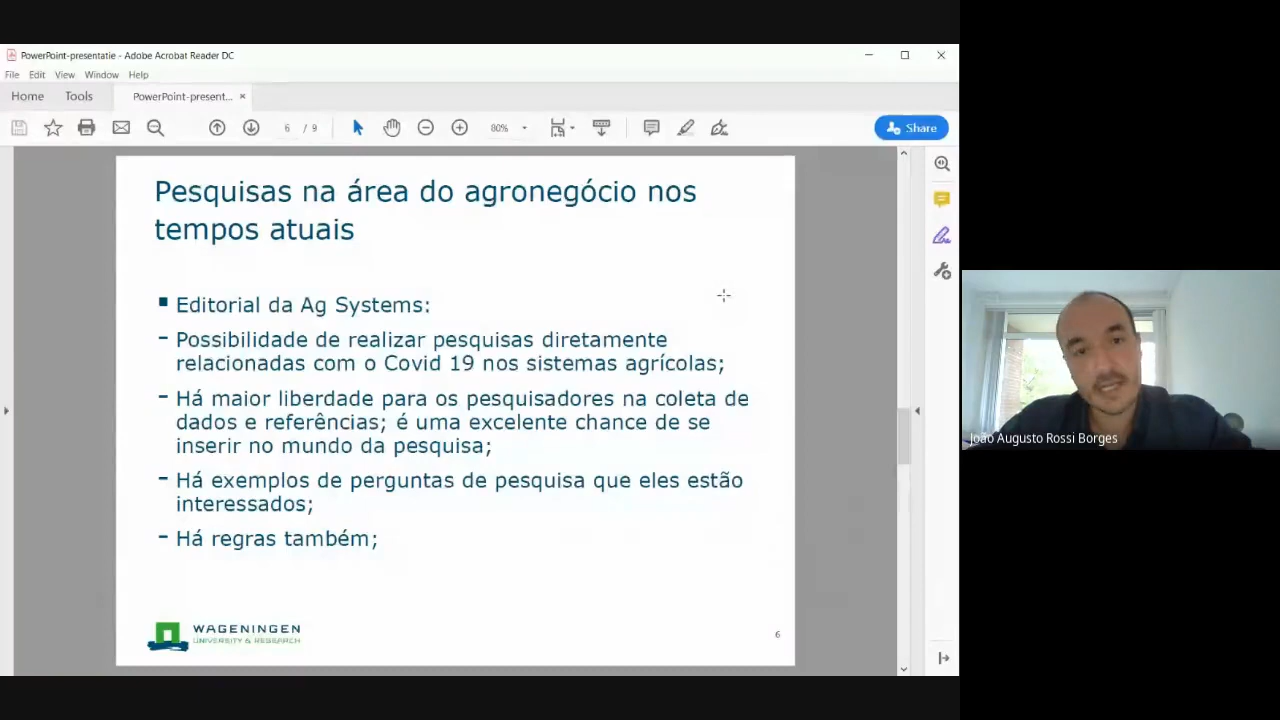 PowerPoint-presentatie - Adobe Acrobat Reader DC
File Edit View Window Help
Home Tools PowerPoint-present... ×
6 / 9 80% Share
Pesquisas na área do agronegócio nos
tempos atuais
Editorial da Ag Systems:
- Possibilidade de realizar pesquisas diretamente
relacionadas com o Covid 19 nos sistemas agrícolas;
- Há maior liberdade para os pesquisadores na coleta de
dados e referências; é uma excelente chance de se
inserir no mundo da pesquisa;
- Há exemplos de perguntas de pesquisa que eles estão
interessados;
- Há regras também;
WAGENINGEN
UNIVERSITY & RESEARCH
6
João Augusto Rossi Borges